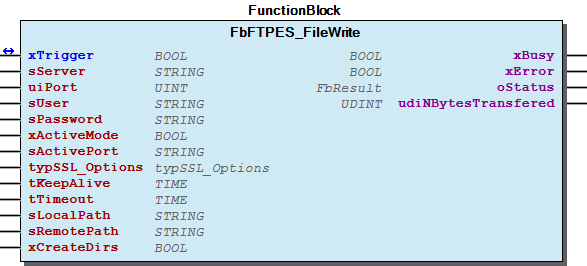 FunctionBlock
FbFTPES_FileWrite
xTrigger BOOL BOOL xBusy
sServer STRING BOOL xError
uiPort UINT FbResult oStatus
sUser STRING UDINT udiNBytesTransfered
sPassword STRING
xActiveMode BOOL
sActivePort STRING
typSSL_Options typSSL_Options
tKeepAlive TIME
tTimeout TIME
sLocalPath STRING
sRemotePath STRING
xCreateDirs BOOL